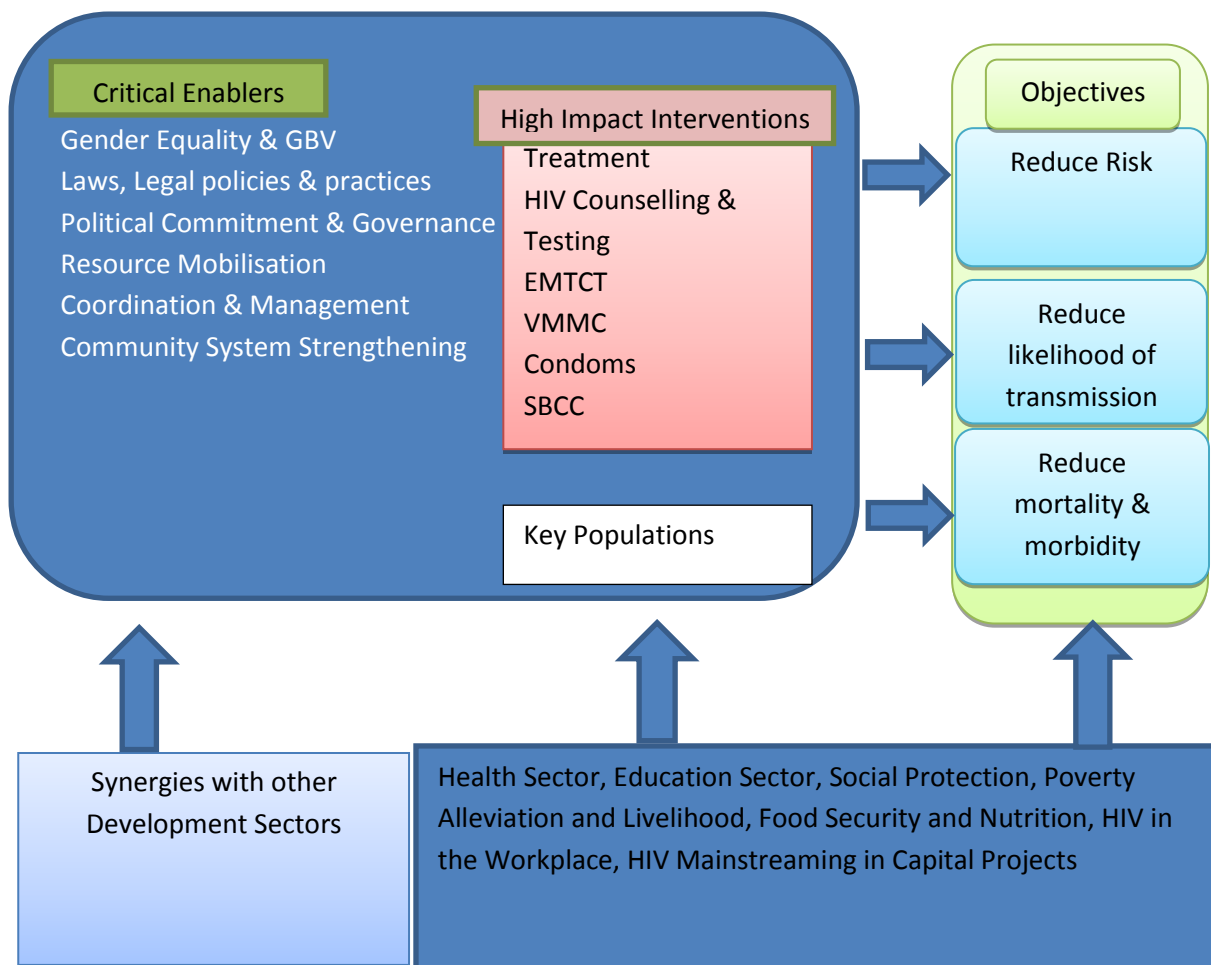 Critical Enablers
Gender Equality & GBV
Laws, Legal policies & practices
Political Commitment & Governance
Resource Mobilisation
Coordination & Management
Community System Strengthening
High Impact Interventions
Treatment
HIV Counselling &
Testing
EMTCT
VMMC
Condoms
SBCC
Key Populations
Objectives
Reduce Risk
Reduce
likelihood of
transmission
Reduce
mortality &
morbidity
Synergies with other
Development Sectors
Health Sector, Education Sector, Social Protection, Poverty
Alleviation and Livelihood, Food Security and Nutrition, HIV in
the Workplace, HIV Mainstreaming in Capital Projects